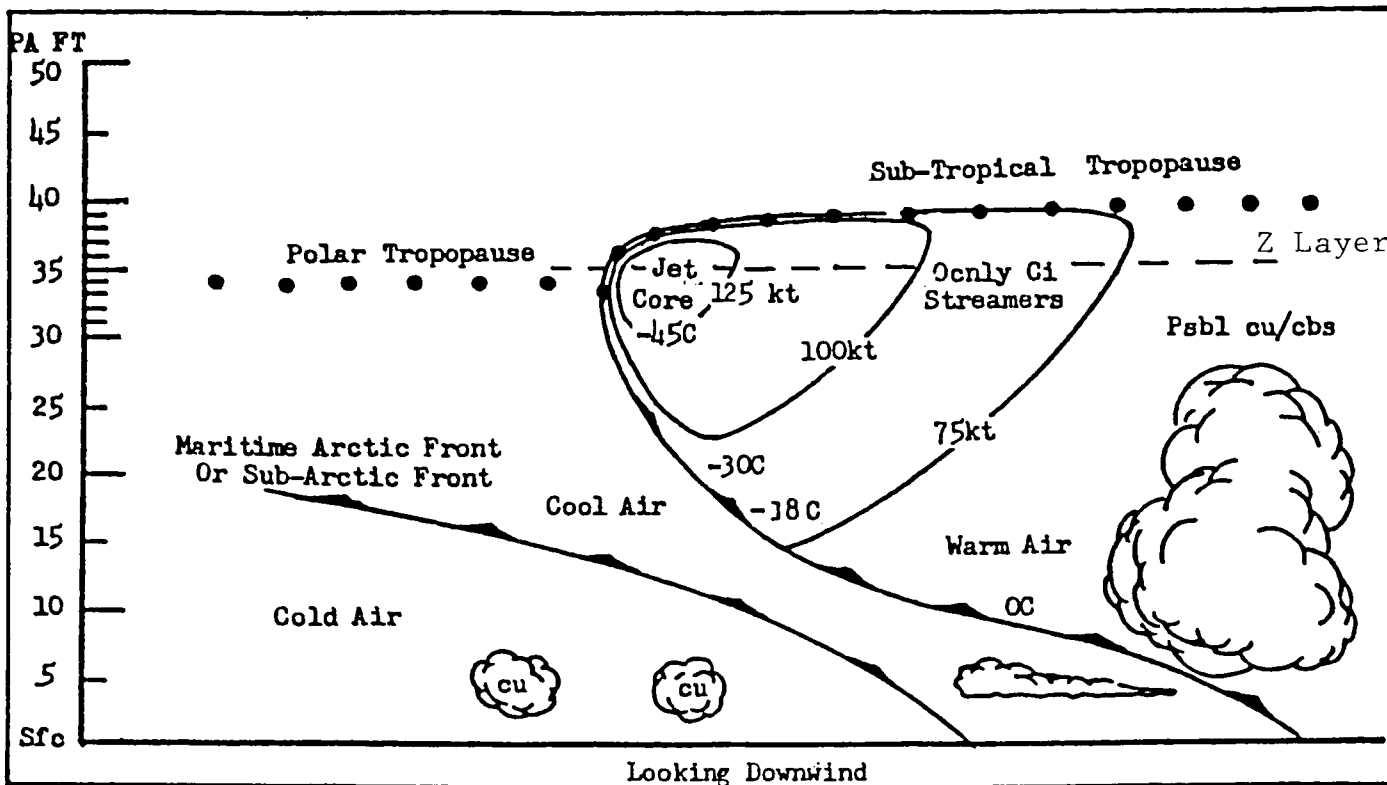 PA FT
50
45
40
35
30
25
20
15
10
5
Sfc
Sub-Tropical Tropopause
Z Layer
Polar Tropopause
Jet
Core
125 kt
-45C
Ocnly Ci
Streamers
Psbl cu/cbs
100kt
75kt
-30C
-18C
Maritime Arctic Front
Or Sub-Arctic Front
Cool Air
Warm Air
0C
Cold Air
cu
cu
Looking Downwind